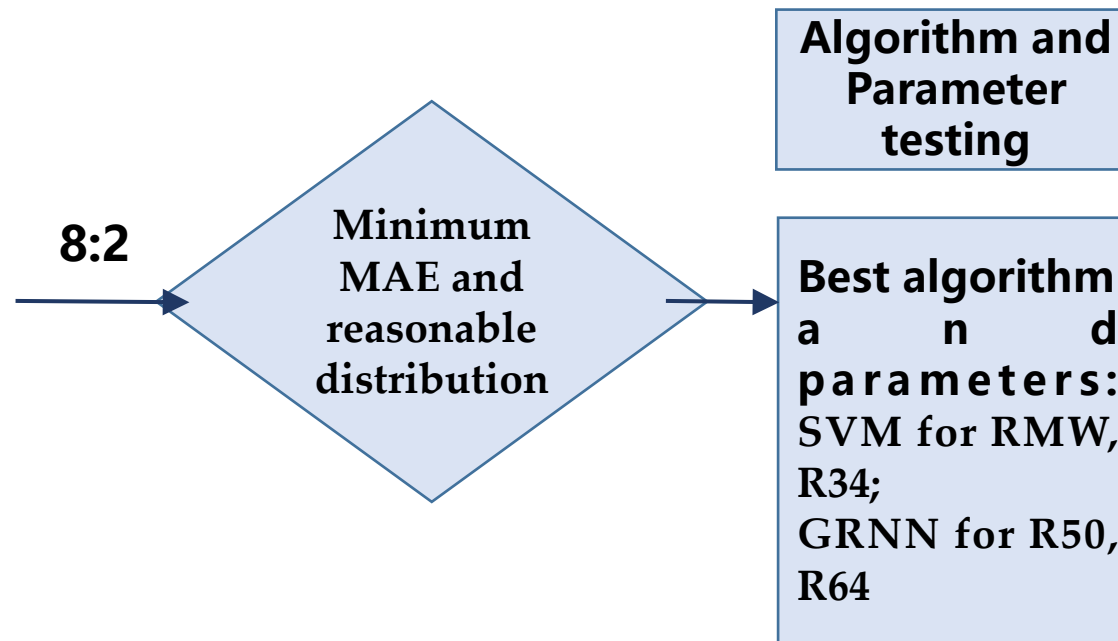 Algorithm and
Parameter
testing
8:2
Minimum
MAE and
reasonable
distribution
Best algorithm
and
parameters:
SVM for RMW,
R34;
GRNN for R50,
R64